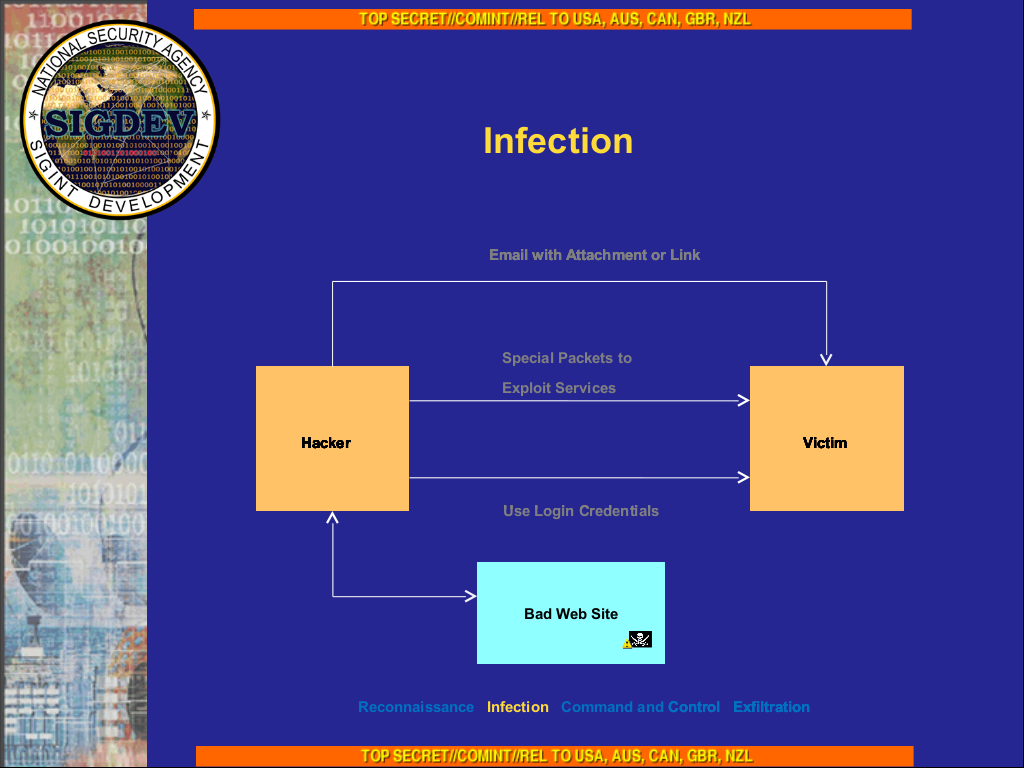 TOP SECRET//COMINT//REL TO USA, AUS, CAN, GBR, NZL
NATIONAL SECURITY AGENCY
SIGDEV
SIGINT DEVELOPMENT
Infection
Email with Attachment or Link
Special Packets to
Exploit Services
Hacker
Victim
Use Login Credentials
Bad Web Site
Reconnaissance Infection Command and Control Exfiltration
TOP SECRET//COMINT//REL TO USA, AUS, CAN, GBR, NZL